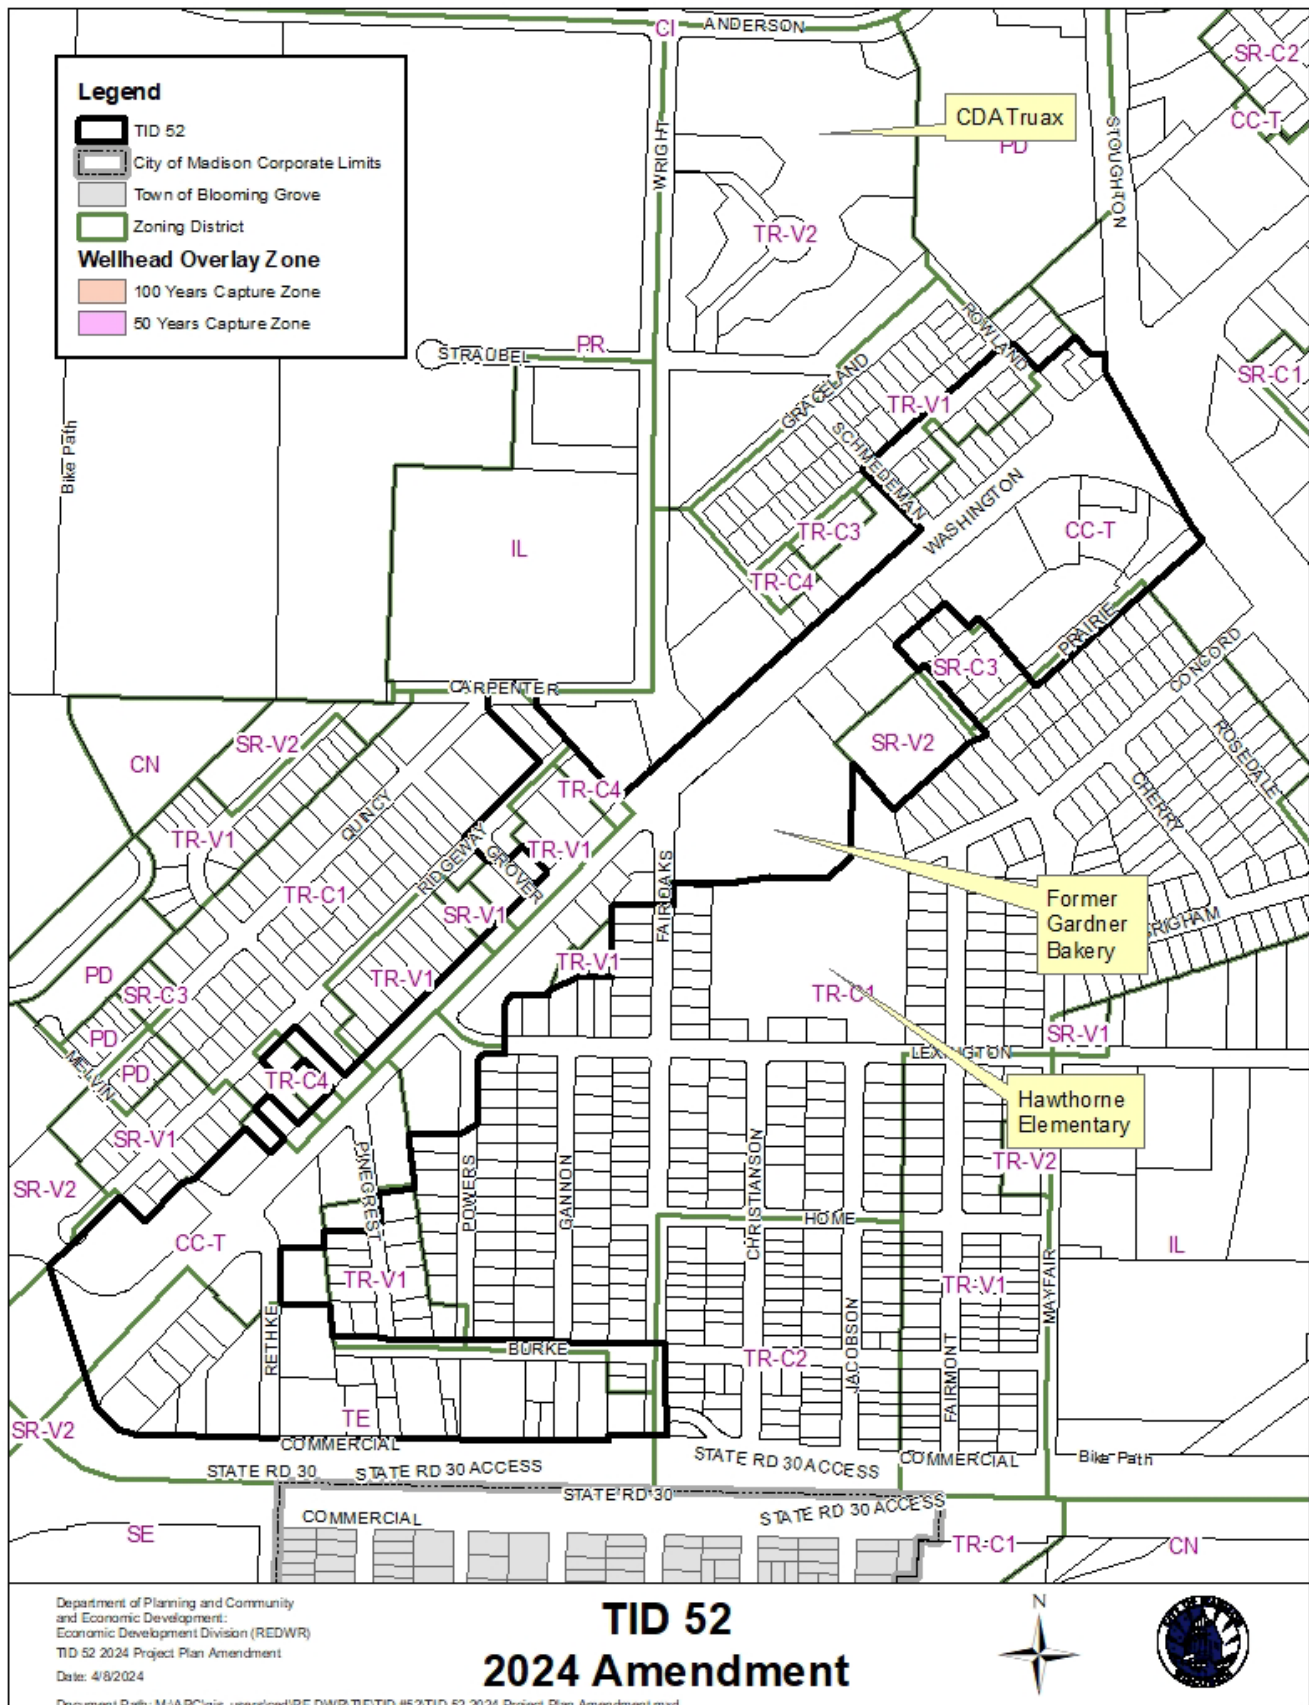 CI
ANDERSON
SR-C2
Legend
TID 52
City of Madison Corporate Limits
Town of Blooming Grove
Zoning District
Wellhead Overlay Zone
100 Years Capture Zone
50 Years Capture Zone
CDA Truax
PD
CC-T
WRIGHT
STOUGHTON
TR-V2
ROWLAND
PR
STRAUBEL
SR-C1
GRACELAND
TR-V1
SCHMEDEMAN
Bike Path
WASHINGTON
TR-C3
CC-T
IL
TR-C4
PRAIRIE
CONCORD
SR-C3
CARPENTER
SR-V2
SR-V2
ROSEDALE
CN
TR-C4
CHERRY
QUINCY
TR-V1
RIDGEWAY
GROVER
TR-V1
FAIR OAKS
TR-C1
SR-V1
Former
Gardner
Bakery
BRIGHAM
TR-V1
TR-V1
PD
SR-C3
TR-C1
PD
SR-V1
LEXINGTON
MELVIN
PD
TR-C4
Hawthorne
Elementary
SR-V1
PINECREST
POWERS
GANNON
CHRISTIANSON
TR-V2
SR-V2
HOME
CC-T
IL
TR-V1
TR-V1
MAYFAIR
RETHKE
BURKE
JACOBSON
TR-C2
FAIRMONT
TE
SR-V2
COMMERCIAL
STATE RD 30 ACCESS
COMMERCIAL
Bike Path
STATE RD 30
STATE RD 30 ACCESS
STATE RD 30
STATE RD 30 ACCESS
COMMERCIAL
SE
TR-C1
CN
Department of Planning and Community
and Economic Development:
Economic Development Division (REDWR)
TID 52 2024 Project Plan Amendment
Date: 4/8/2024
TID 52
2024 Amendment
N